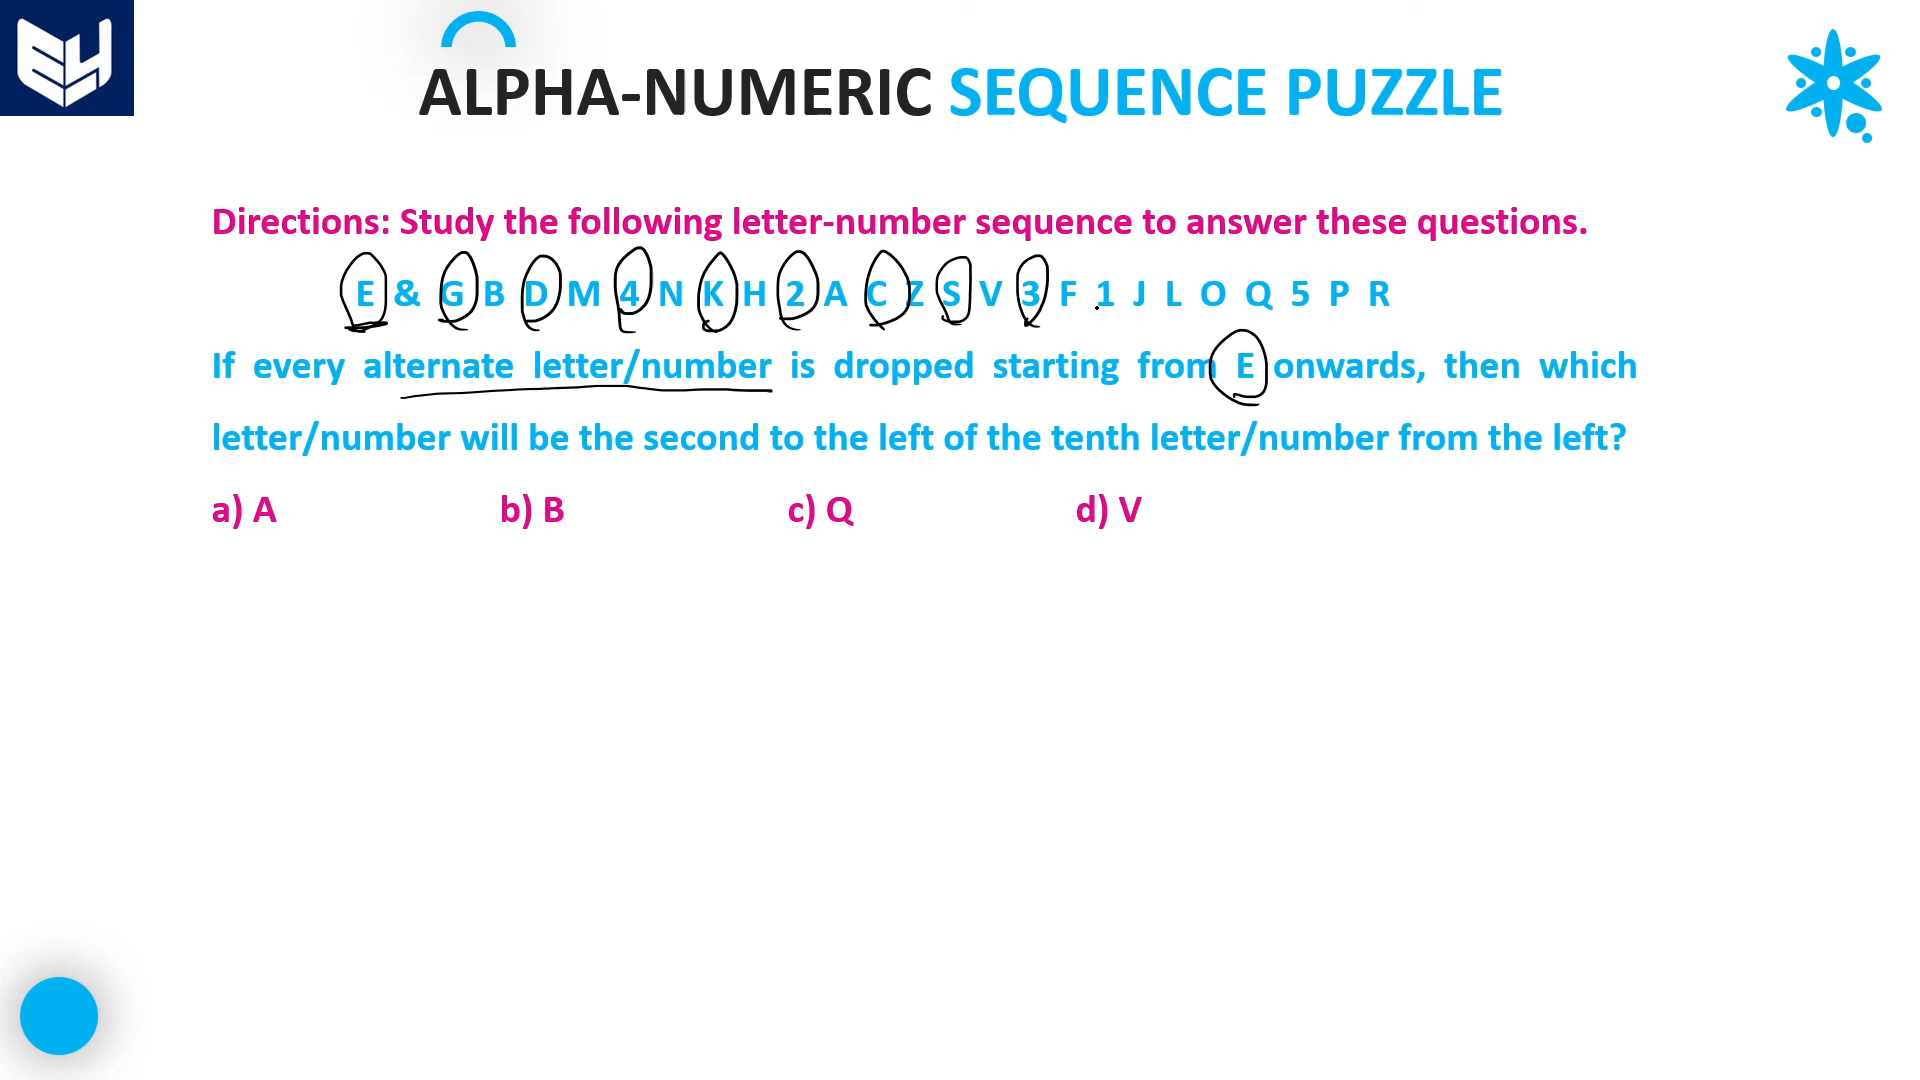 ALPHA-NUMERIC SEQUENCE PUZZLE
Directions: Study the following letter-number sequence to answer these questions.
E & G B D M 4 N K H 2 A C Z S V 3 F 1 J L O Q 5 P R
If every alternate letter/number is dropped starting from E onwards, then which
letter/number will be the second to the left of the tenth letter/number from the left?
a) A b) B c) Q d) V